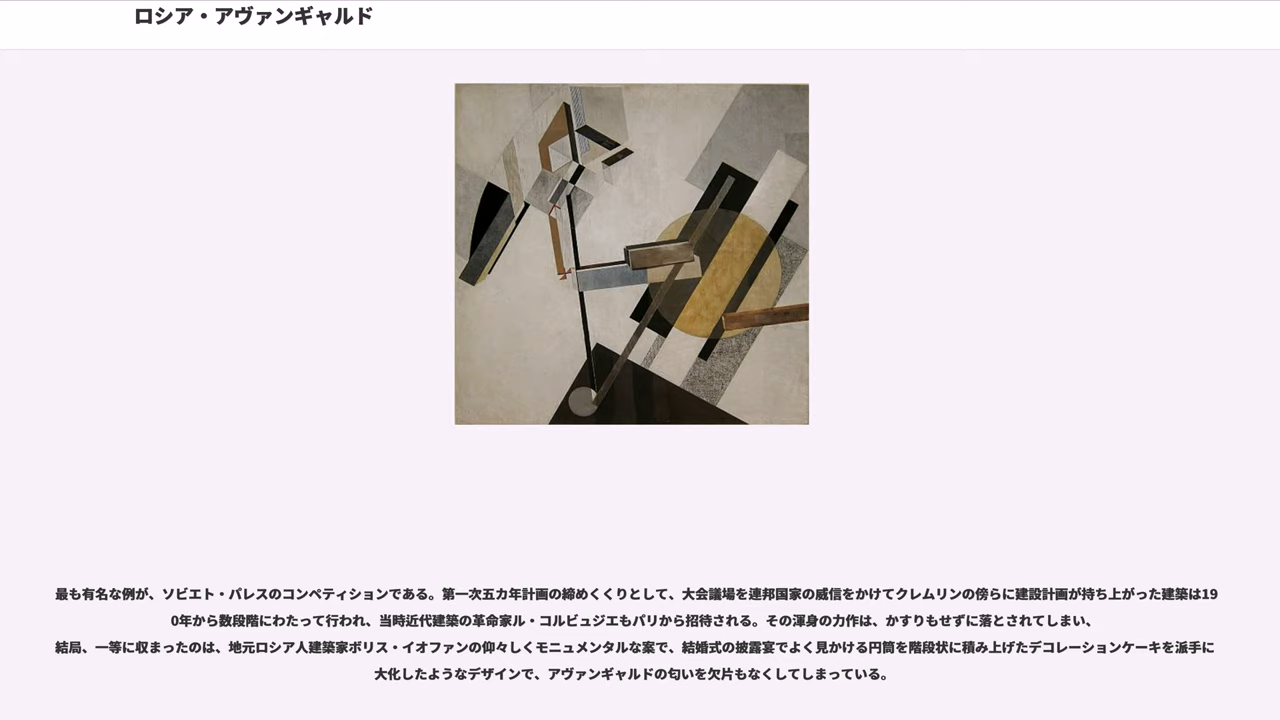 ロシア・アヴァンギャルド
最も有名な例が、ソビエト・パレスのコンペティションである。第一次五カ年計画の締めくくりとして、大会議場を連邦国家の威信をかけてクレムリンの傍らに建設計画が持ち上がった建築は19
0年から数段階にわたって行われ、当時近代建築の革命家ル・コルビュジエもパリから招待される。その渾身の力作は、かすりもせずに落とされてしまい、
結局、一等に収まったのは、地元ロシア人建築家ボリス・イオファンの仰々しくモニュメンタルな案で、結婚式の披露宴でよく見かける円筒を階段状に積み上げたデコレーションケーキを派手に
大化したようなデザインで、アヴァンギャルドの匂いを欠片もなくしてしまっている。